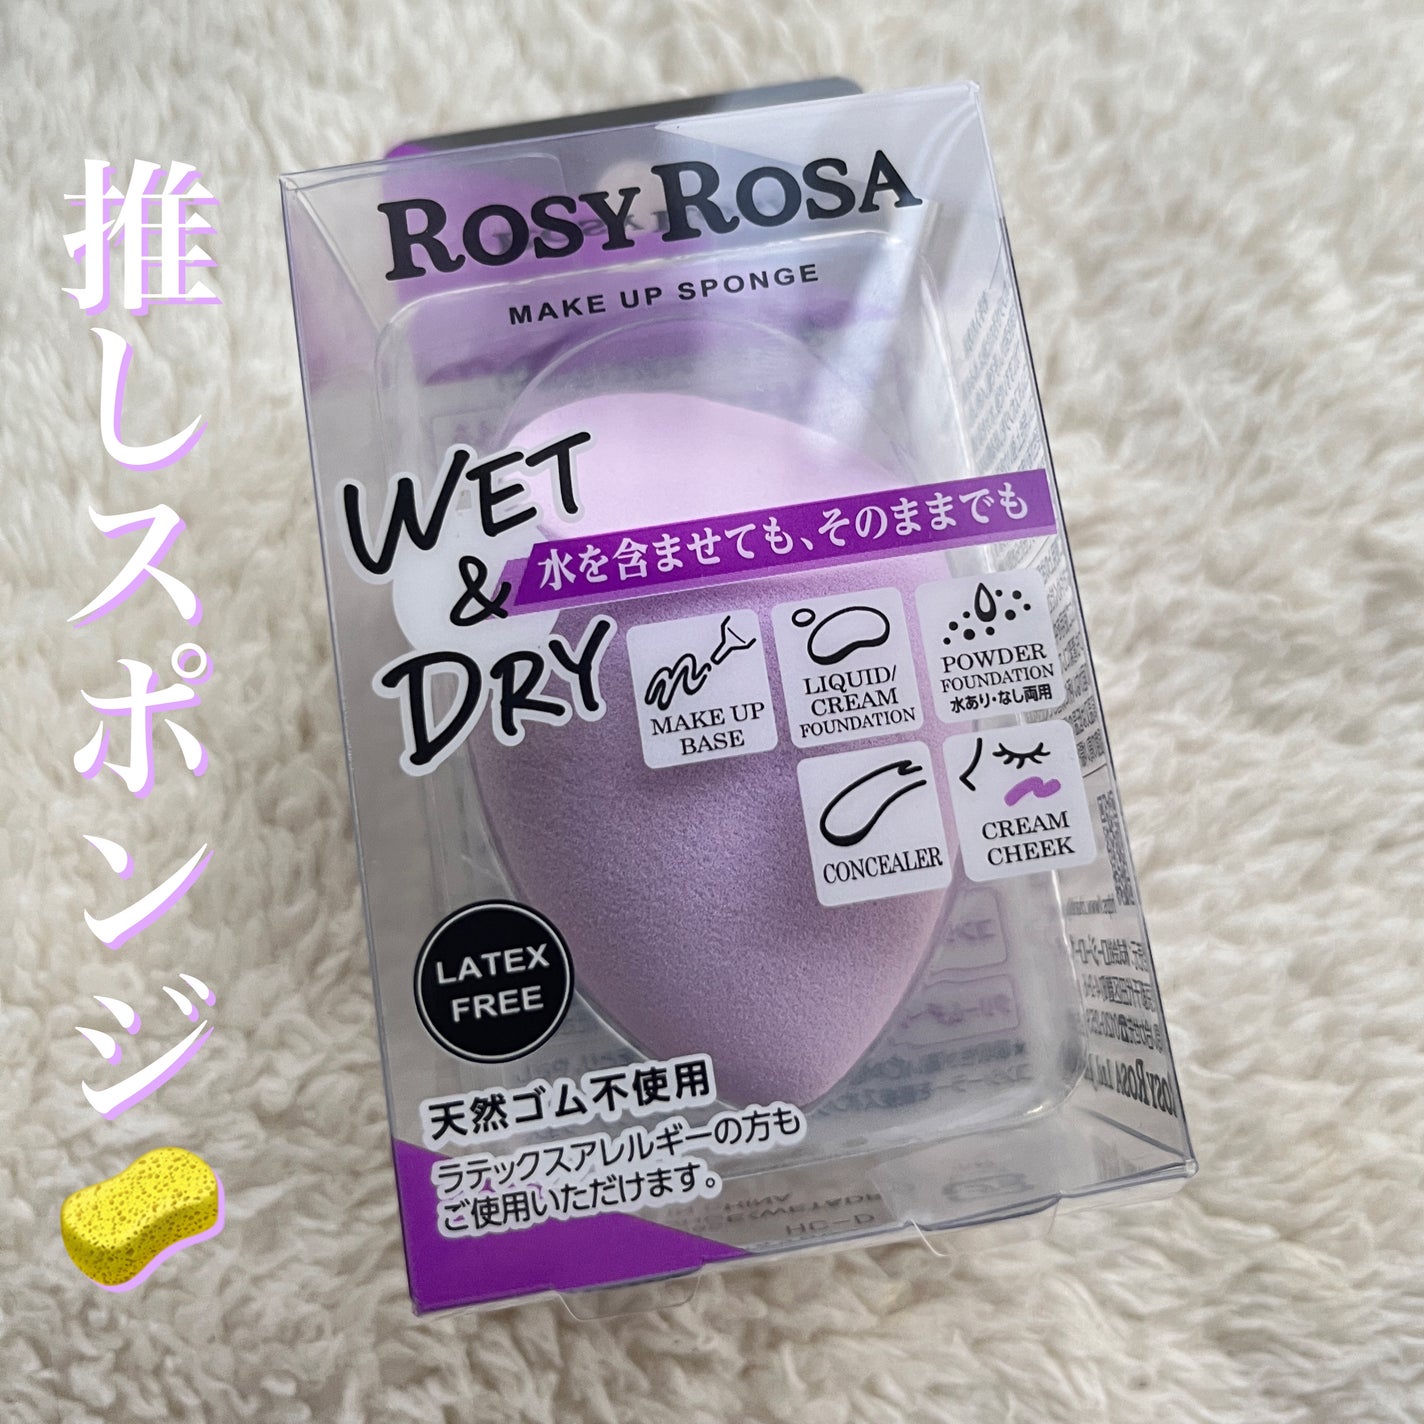 推しスポンジ
ROSY ROSA
MAKE UP SPONGE
WET
&
DRY
水を含ませても、そのままでも
MAKE UP
BASE
LIQUID/
CREAM
FOUNDATION
POWDER
FOUNDATION
水あり・なし両用
CONCEALER
CREAM
CHEEK
LATEX
FREE
天然ゴム不使用
ラテックスアレルギーの方も
ご使用いただけます。